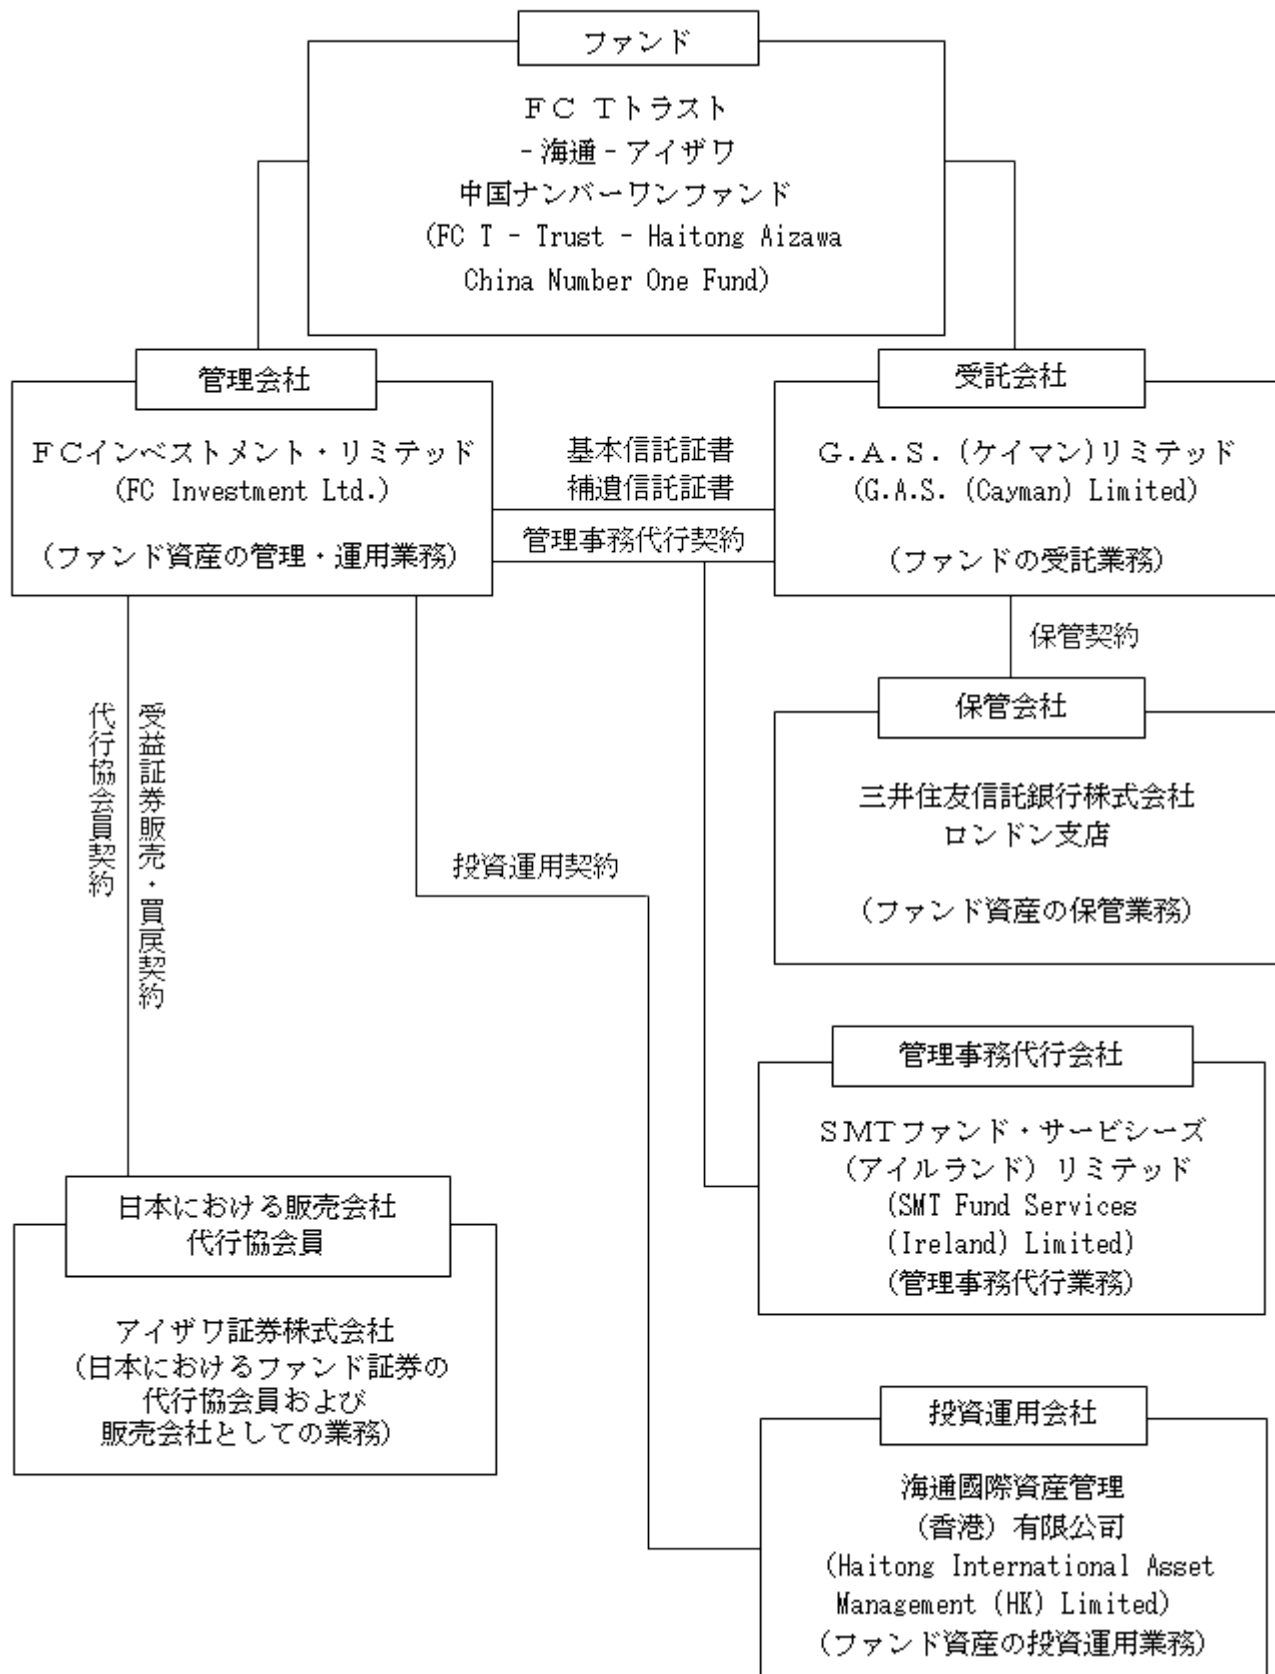 ファンド
ＦＣ Ｔトラスト
－海通－アイザワ
中国ナンバーワンファンド
(FC T - Trust - Haitong Aizawa
China Number One Fund)
管理会社
ＦＣインベストメント・リミテッド
(FC Investment Ltd.)
(ファンド資産の管理・運用業務)
基本信託証書
補遺信託証書
管理事務代行契約
受託会社
Ｇ.Ａ.Ｓ.(ケイマン)リミテッド
(G.A.S. (Cayman) Limited)
(ファンドの受託業務)
保管契約
保管会社
三井住友信託銀行株式会社
ロンドン支店
(ファンド資産の保管業務)
代行協会員契約
受益証券販売・買戻契約
投資運用契約
管理事務代行会社
ＳＭＴファンド・サービシーズ
（アイルランド）リミテッド
(SMT Fund Services
(Ireland) Limited)
(管理事務代行業務)
日本における販売会社
代行協会員
アイザワ証券株式会社
(日本におけるファンド証券の
代行協会員および
販売会社としての業務)
投資運用会社
海通國際資産管理
（香港）有限公司
(Haitong International Asset
Management (HK) Limited)
(ファンド資産の投資運用業務)